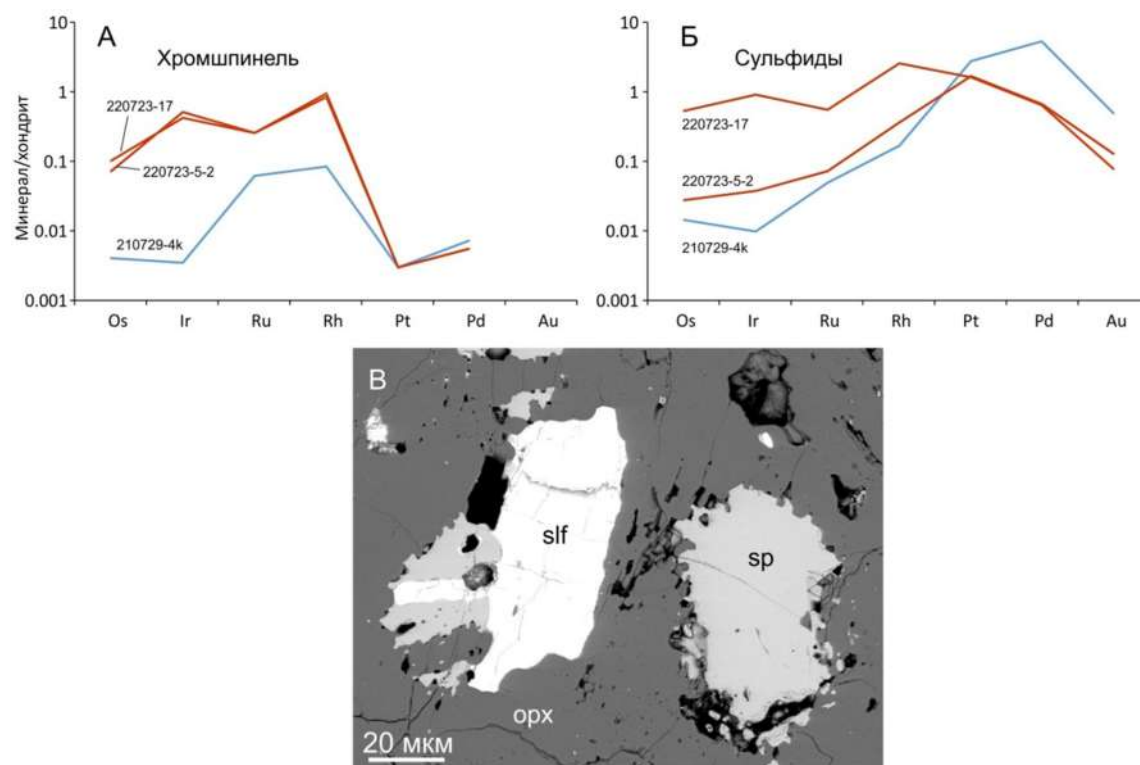 А
Хромшпинель
Минерал/хондрит
10
1
0.1
0.01
0.001
220723-17
220723-5-2
210729-4k
Os Ir Ru Rh Pt Pd Au
Б
Сульфиды
10
1
0.1
0.01
0.001
220723-17
220723-5-2
210729-4k
Os Ir Ru Rh Pt Pd Au
В
slf
sp
opx
20 мкм